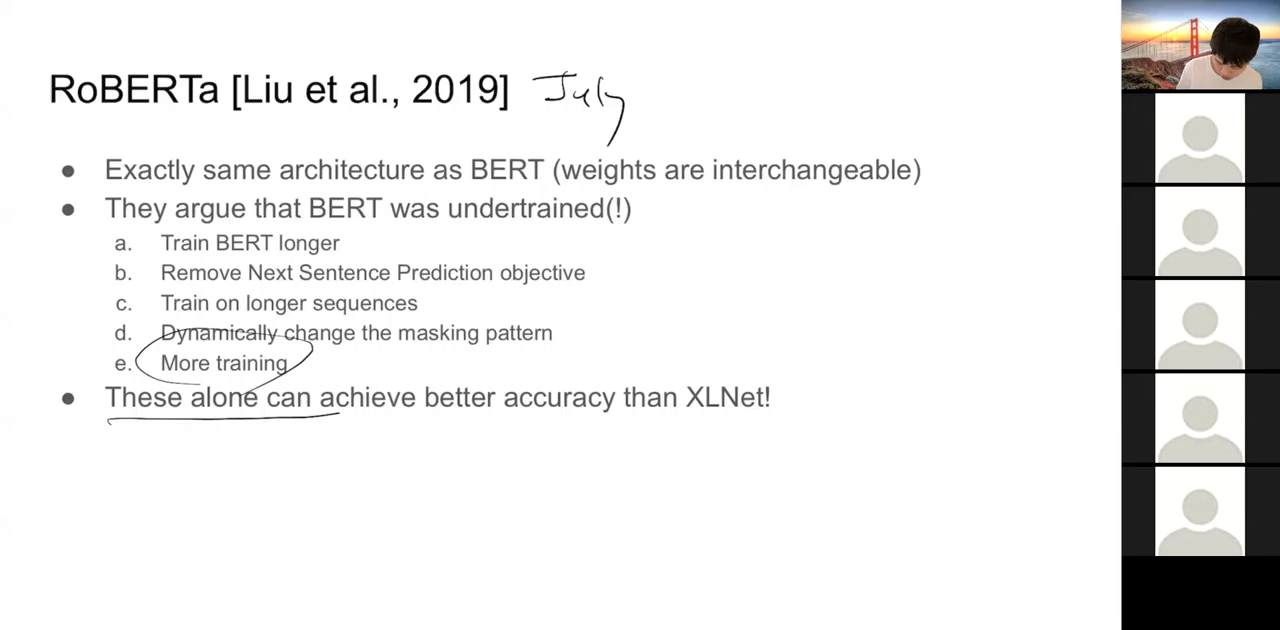 RoBERTa [Liu et al., 2019] July
● Exactly same architecture as BERT (weights are interchangeable)
● They argue that BERT was undertrained(!)
a. Train BERT longer
b. Remove Next Sentence Prediction objective
c. Train on longer sequences
d. Dynamically change the masking pattern
e. More training
● These alone can achieve better accuracy than XLNet!